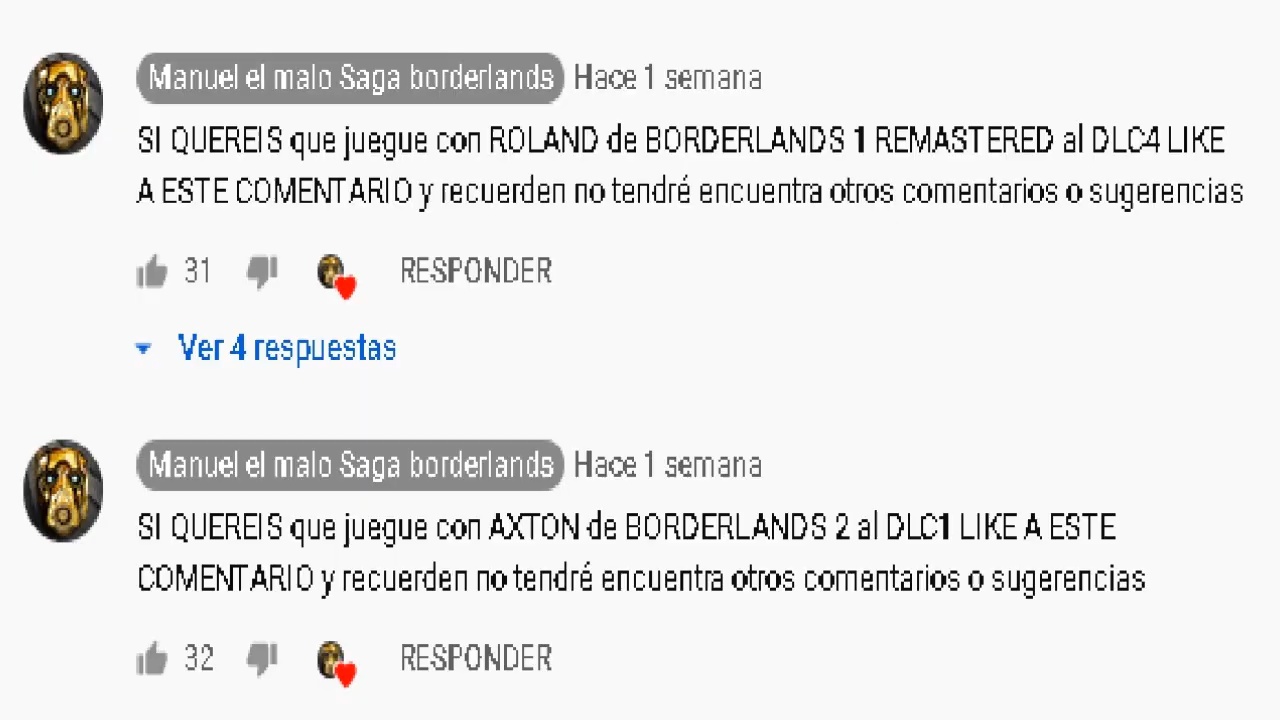 Manuel el malo Saga borderlands Hace 1 semana
SI QUEREIS que juegue con ROLAND de BORDERLANDS 1 REMASTERED al DLC4 LIKE
A ESTE COMENTARIO y recuerden no tendré encuentra otros comentarios o sugerencias
31 RESPONDER
Ver 4 respuestas
Manuel el malo Saga borderlands Hace 1 semana
SI QUEREIS que juegue con AXTON de BORDERLANDS 2 al DLC1 LIKE A ESTE
COMENTARIO y recuerden no tendré encuentra otros comentarios o sugerencias
32 RESPONDER